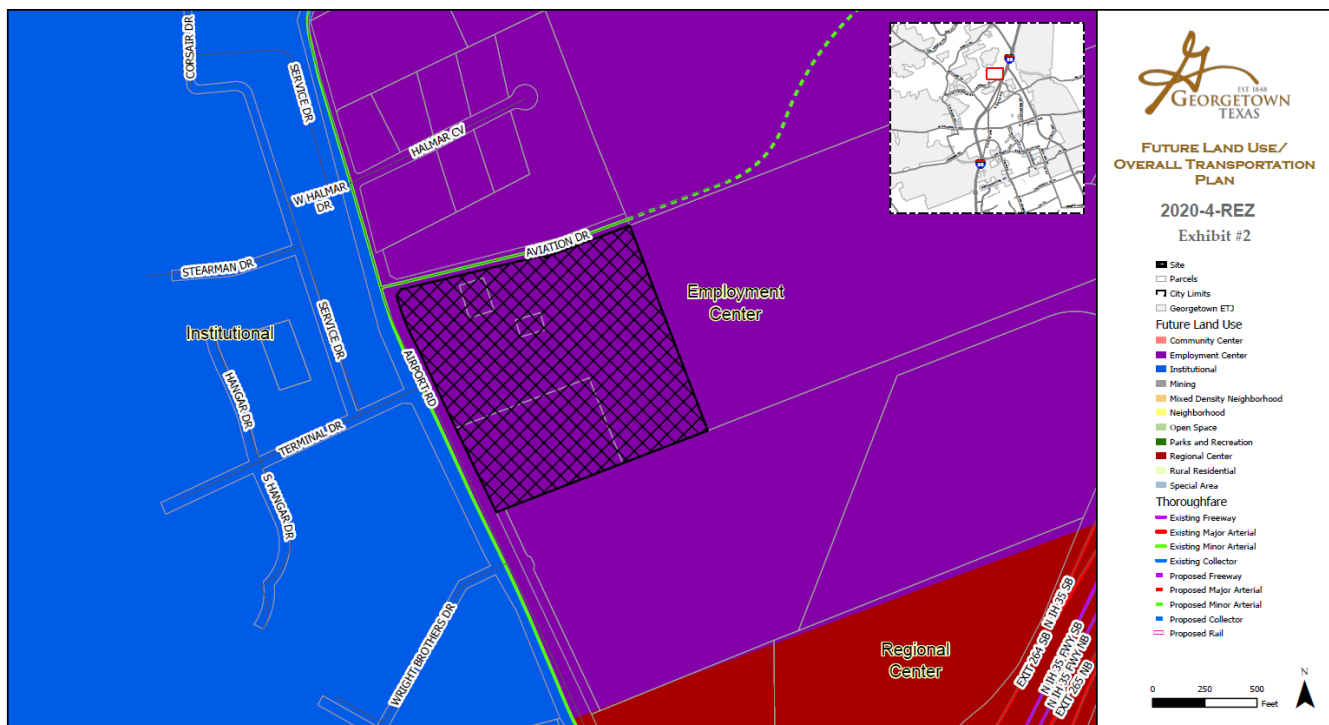 CORSAIR DR
SERVICE DR
HALMAR CV
W HALMAR
DR
STEARMAN DR
AVIATION DR
Employment
Center
Institutional
SERVICE DR
AIRPORT RD
HANGAR DR
TERMINAL DR
S HANGAR DR
WRIGHT BROTHERS DR
Regional
Center
EXIT 264 SB
N IH 35 SB
N IH 35 FWY SB
N IH 35 FWY NB
EXIT 265 NB
35
35
EST. 1848
GEORGETOWN
TEXAS
FUTURE LAND USE/
OVERALL TRANSPORTATION
PLAN
2020-4-REZ
Exhibit #2
Site
Parcels
City Limits
Georgetown ETJ
Future Land Use
Community Center
Employment Center
Institutional
Mining
Mixed Density Neighborhood
Neighborhood
Open Space
Parks and Recreation
Regional Center
Rural Residential
Special Area
Thoroughfare
Existing Freeway
Existing Major Arterial
Existing Minor Arterial
Existing Collector
Proposed Freeway
Proposed Major Arterial
Proposed Minor Arterial
Proposed Collector
Proposed Rail
N
0 250 500
Feet